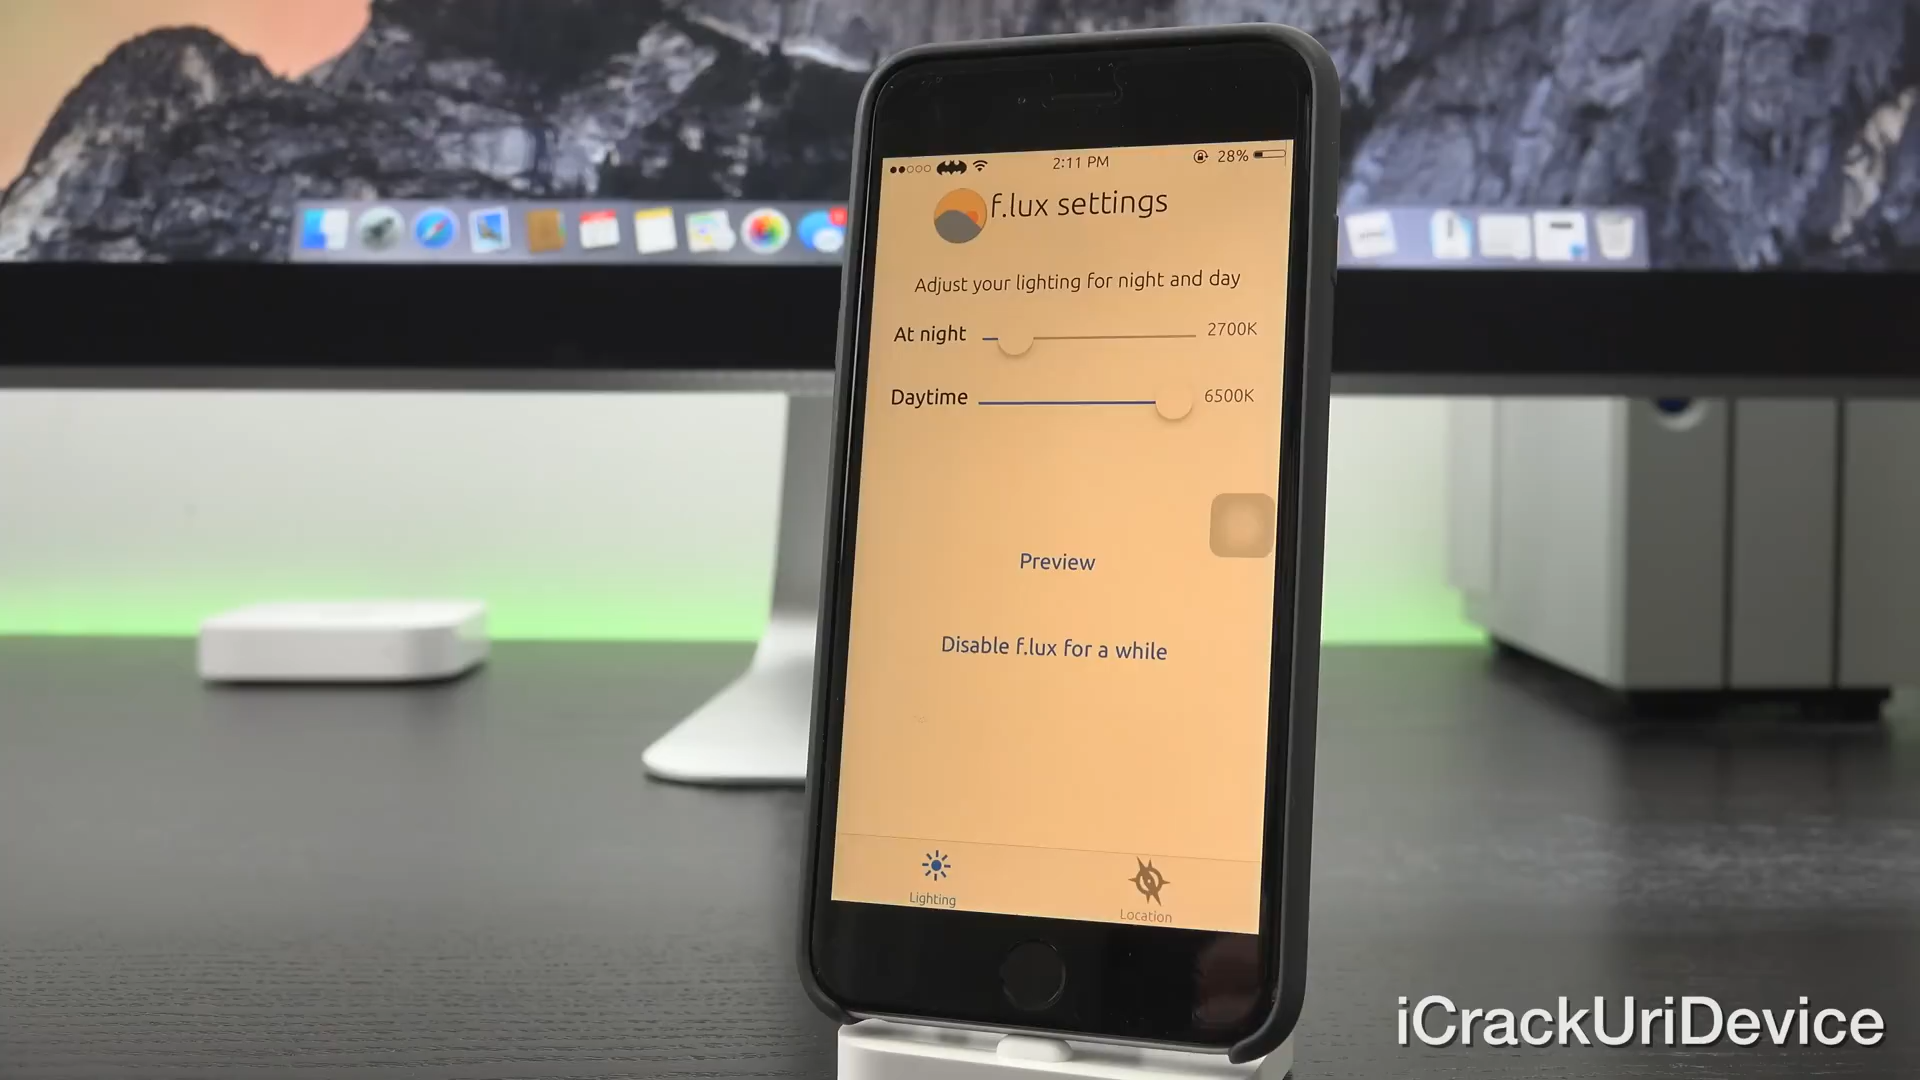 2:11 PM
28%
f.lux settings
Adjust your lighting for night and day
At night
2700K
Daytime
6500K
Preview
Disable f.lux for a while
Lighting
Location
iCrackUriDevice